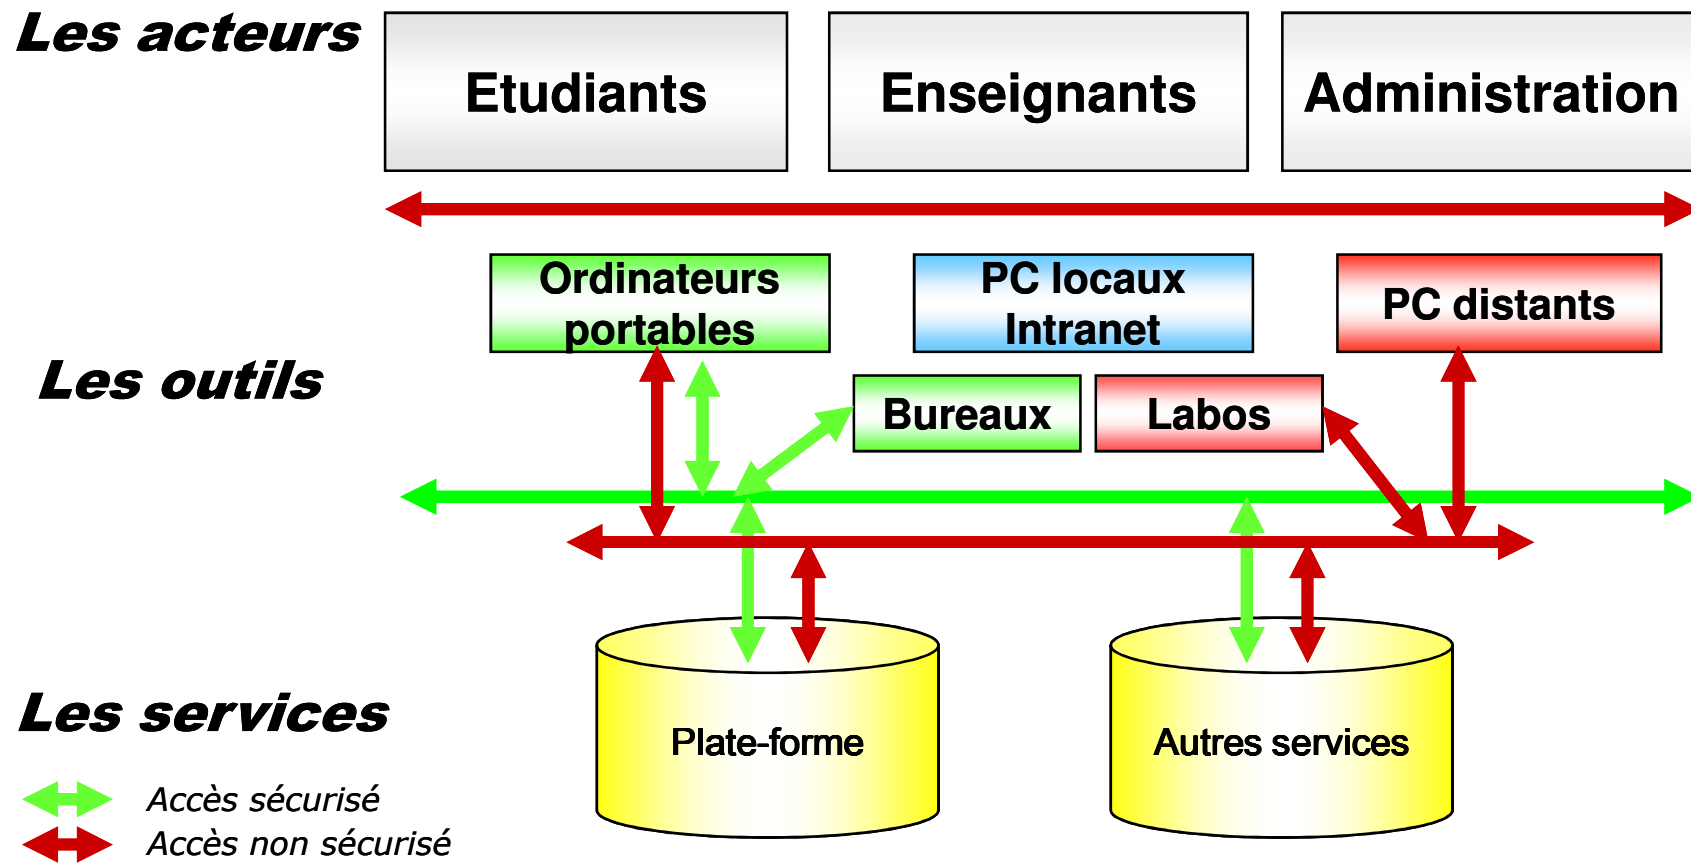 Les acteurs
Etudiants
Enseignants
Administration
Ordinateurs
portables
PC locaux
Intranet
PC distants
Les outils
Bureaux
Labos
Les services
Plate-forme
Autres services
Accès sécurisé
Accès non sécurisé